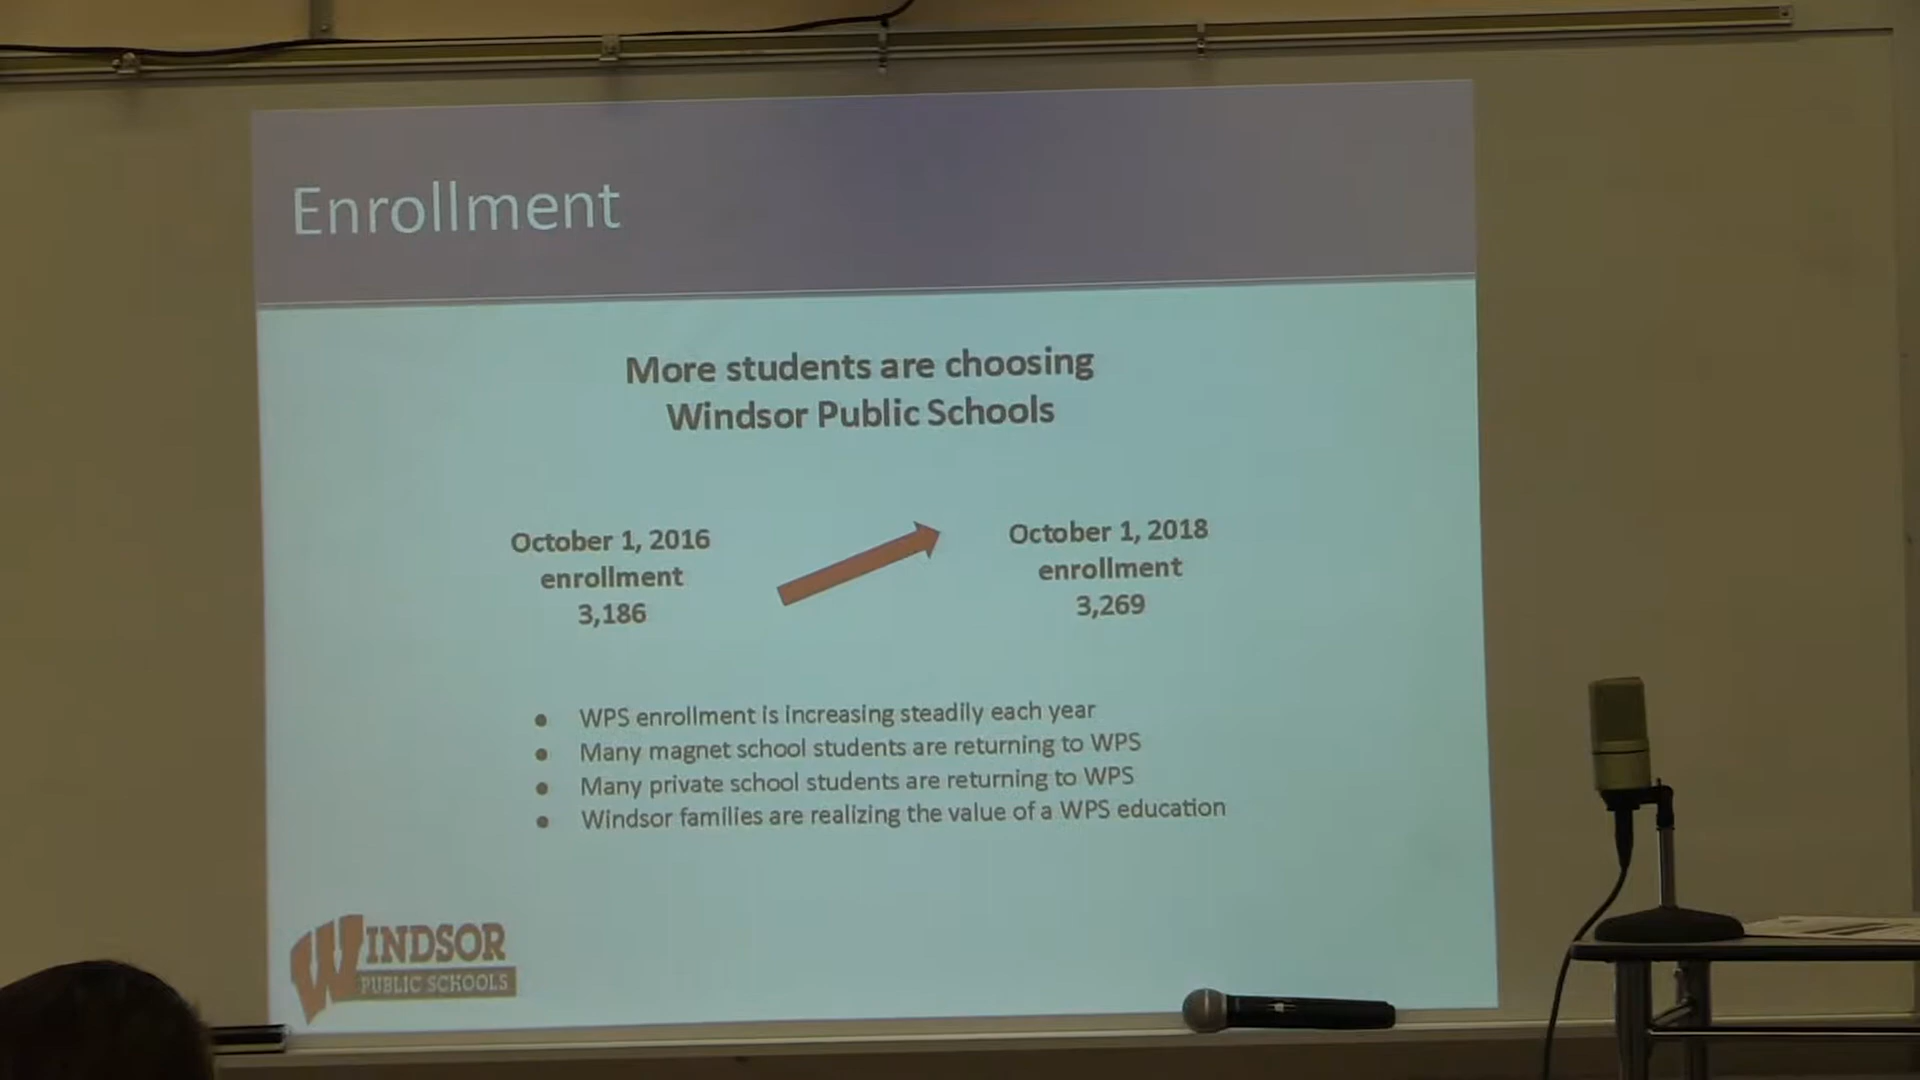 Enrollment
More students are choosing
Windsor Public Schools
October 1, 2016
enrollment
3,186
October 1, 2018
enrollment
3,269
● WPS enrollment is increasing steadily each year
● Many magnet school students are returning to WPS
● Many private school students are returning to WPS
● Windsor families are realizing the value of a WPS education
WINDSOR
PUBLIC SCHOOLS